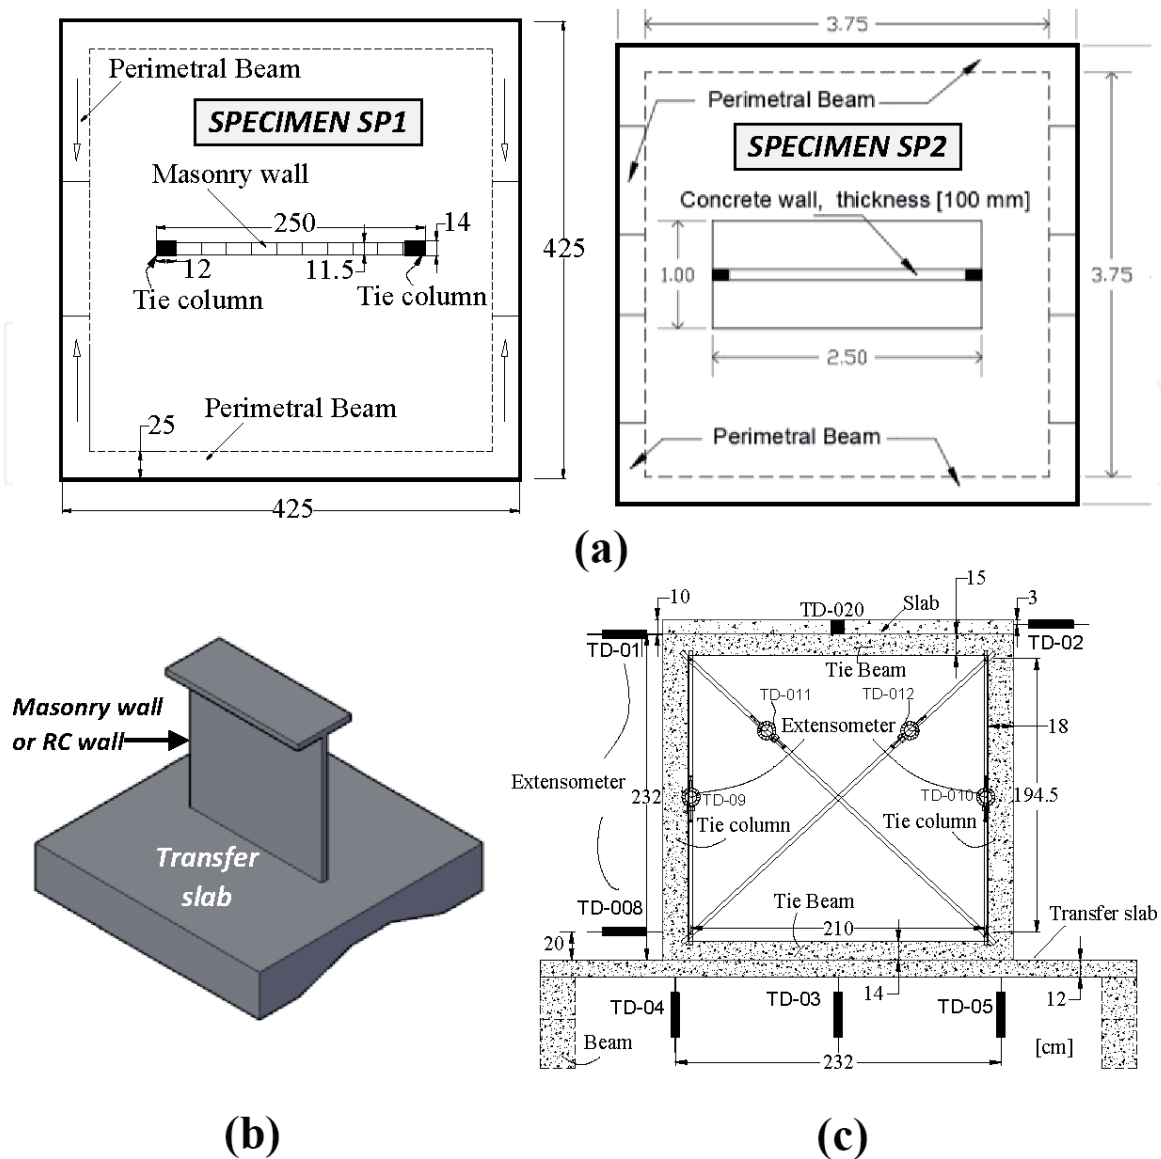 Perimetral Beam
SPECIMEN SP1
Masonry wall
250
14
425
12
11.5
Tie column
Tie column
Perimetral Beam
25
425
3.75
Perimetral Beam
SPECIMEN SP2
Concrete wall, thickness [100 mm]
1.00
3.75
2.50
Perimetral Beam
(a)
Masonry wall
or RC wall
Transfer
slab
(b)
15
10
TD-020
Slab
3
TD-01
TD-02
Tie Beam
TD-011
TD-012
Extensometer
18
Extensometer
232
TD-09
TD-010
194.5
Tie column
Tie column
TD-008
Tie Beam
Transfer slab
20
210
TD-04
TD-03
14
TD-05
12
Beam
232
[cm]
(c)